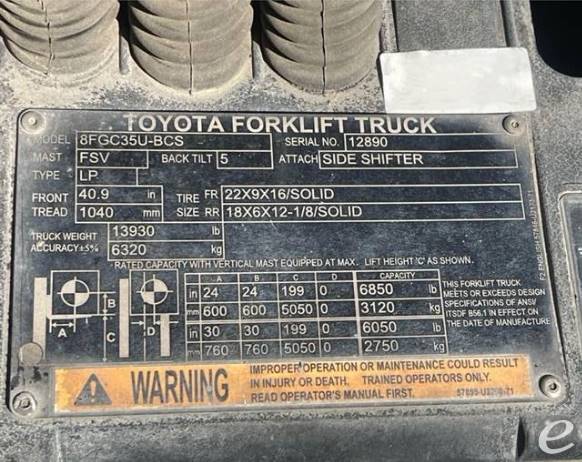 TOYOTA FORKLIFT TRUCK
MODEL 8FGC35U-BCS SERIAL NO. 12890
MAST FSV BACK TILT 5 ATTACH SIDE SHIFTER
TYPE LP
FRONT 40.9 in TIRE FR 22X9X16/SOLID
TREAD 1040 mm SIZE RR 18X6X12-1/8/SOLID
TRUCK WEIGHT 13930 lb
ACCURACY±5% 6320 kg
RATED CAPACITY WITH VERTICAL MAST EQUIPPED AT MAX. LIFT HEIGHT 'C' AS SHOWN.
A B C D CAPACITY
in 24 24 199 0 6850 lb
mm 600 600 5050 0 3120 kg
in 30 30 199 0 6050 lb
mm 760 760 5050 0 2750 kg
A B C D
THIS FORKLIFT TRUCK
MEETS OR EXCEEDS DESIGN
SPECIFICATIONS OF ANSI/
ITSDF B56.1 IN EFFECT ON
THE DATE OF MANUFACTURE
WARNING
IMPROPER OPERATION OR MAINTENANCE COULD RESULT
IN INJURY OR DEATH. TRAINED OPERATORS ONLY.
READ OPERATOR'S MANUAL FIRST.
e